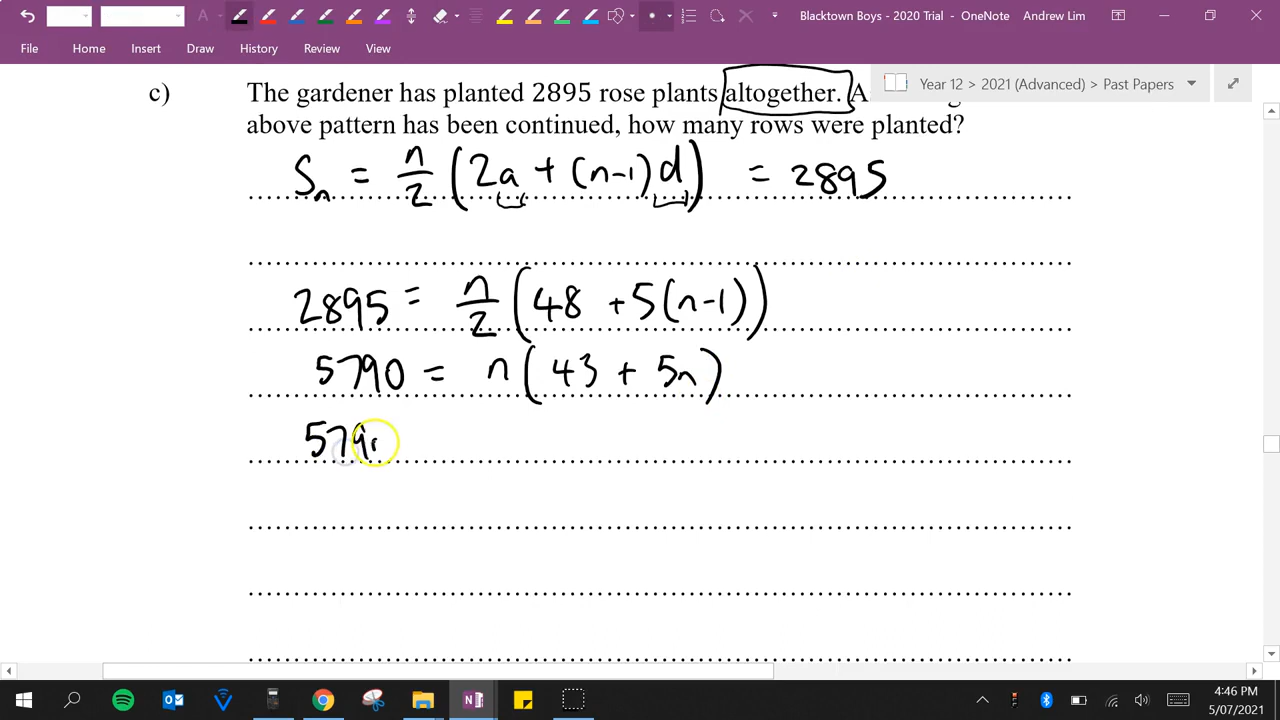 Blacktown Boys - 2020 Trial - OneNote
Andrew Lim
File Home Insert Draw History Review View
Year 12 > 2021 (Advanced) > Past Papers
c) The gardener has planted 2895 rose plants altogether. A
above pattern has been continued, how many rows were planted?
Sn = n/2 (2a + (n-1)d) = 2895
2895 = n/2 (48 + 5(n-1))
5790 = n(43 + 5n)
579
4:46 PM
5/07/2021